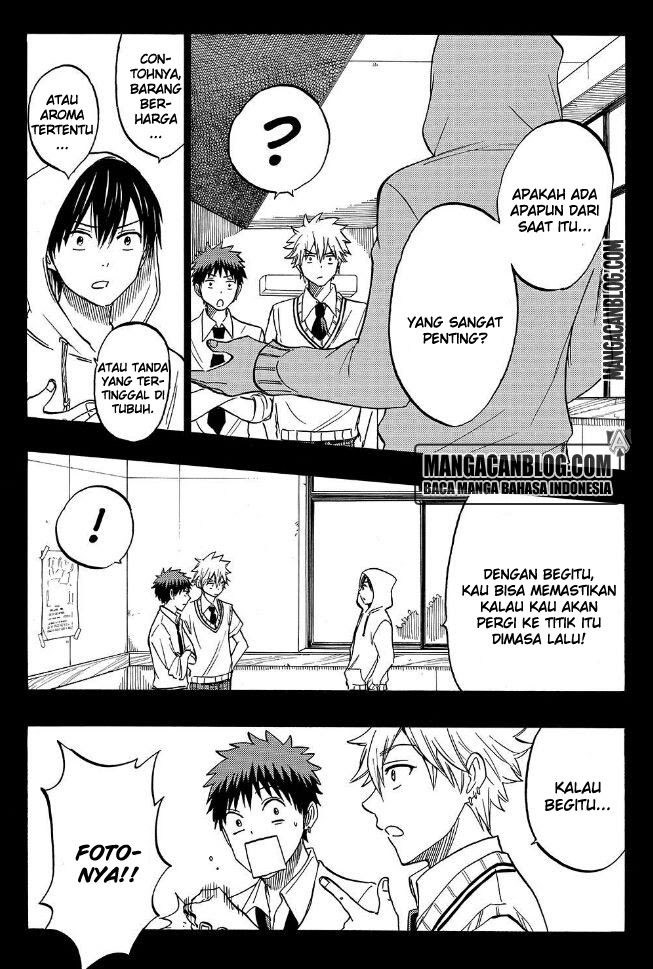 ?
APAKAH ADA
APAPUN DARI
SAAT ITU...
YANG SANGAT
PENTING?
CON-
TOHNYA,
BARANG
BER-
HARGA
...
ATAU
AROMA
TERTENTU
...
ATAU TANDA
YANG TER-
TINGGAL DI
TUBUH.
MANGACANBLOG.COM
MANGACANBLOG.COM
BACA MANGA BAHASA INDONESIA
DENGAN BEGITU,
KAU BISA MEMASTIKAN
KALAU KAU AKAN
PERGI KE TITIK ITU
DIMASA LALU!
!
KALAU
BEGITU...
FOTO-
NYA!!